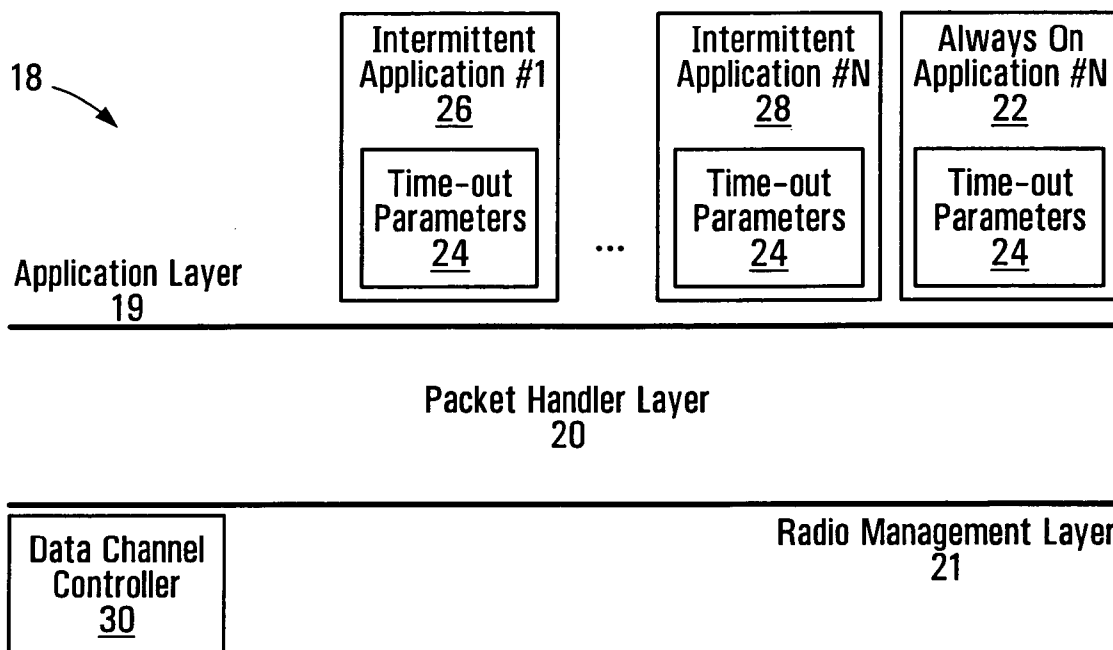 18
Intermittent
Application #1
26
Time-out
Parameters
24
...
Intermittent
Application #N
28
Time-out
Parameters
24
Always On
Application #N
22
Time-out
Parameters
24
Application Layer
19
Packet Handler Layer
20
Radio Management Layer
21
Data Channel
Controller
30